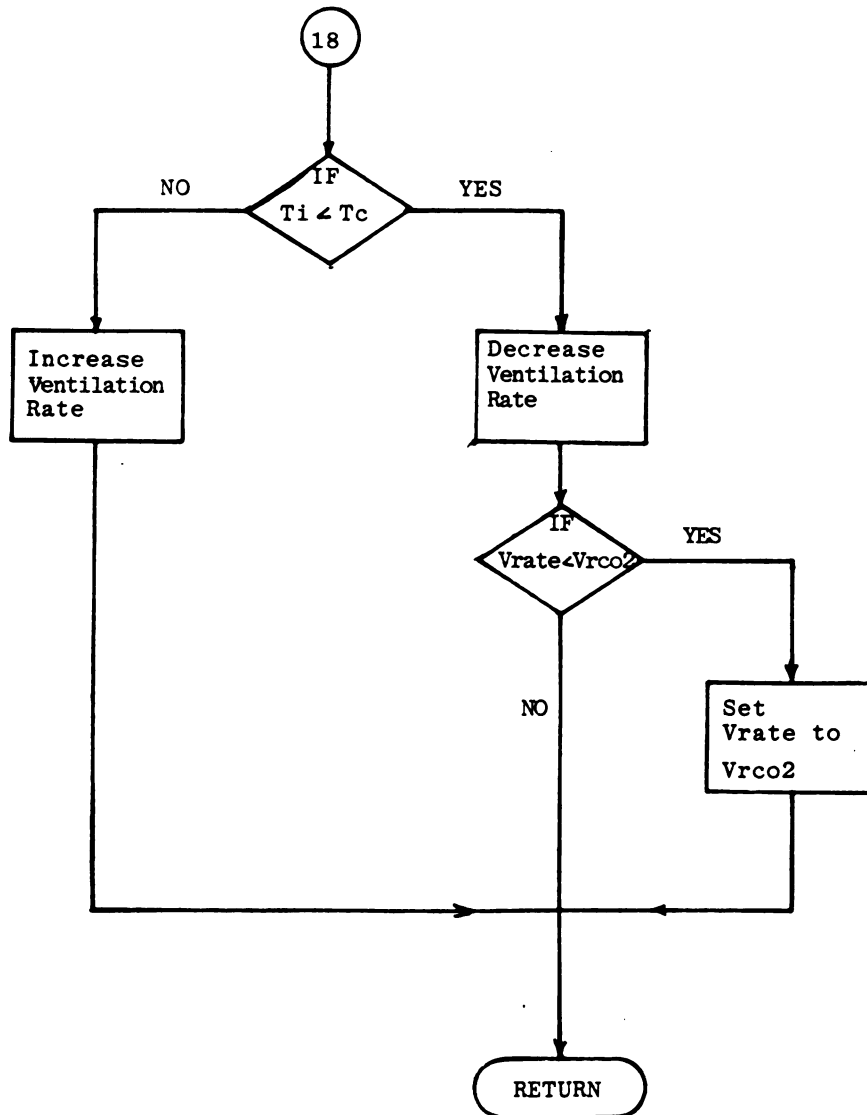 18
IF
Ti < Tc
NO
YES
Increase
Ventilation
Rate
Decrease
Ventilation
Rate
IF
Vrate<Vrco2
YES
NO
Set
Vrate to
Vrco2
RETURN